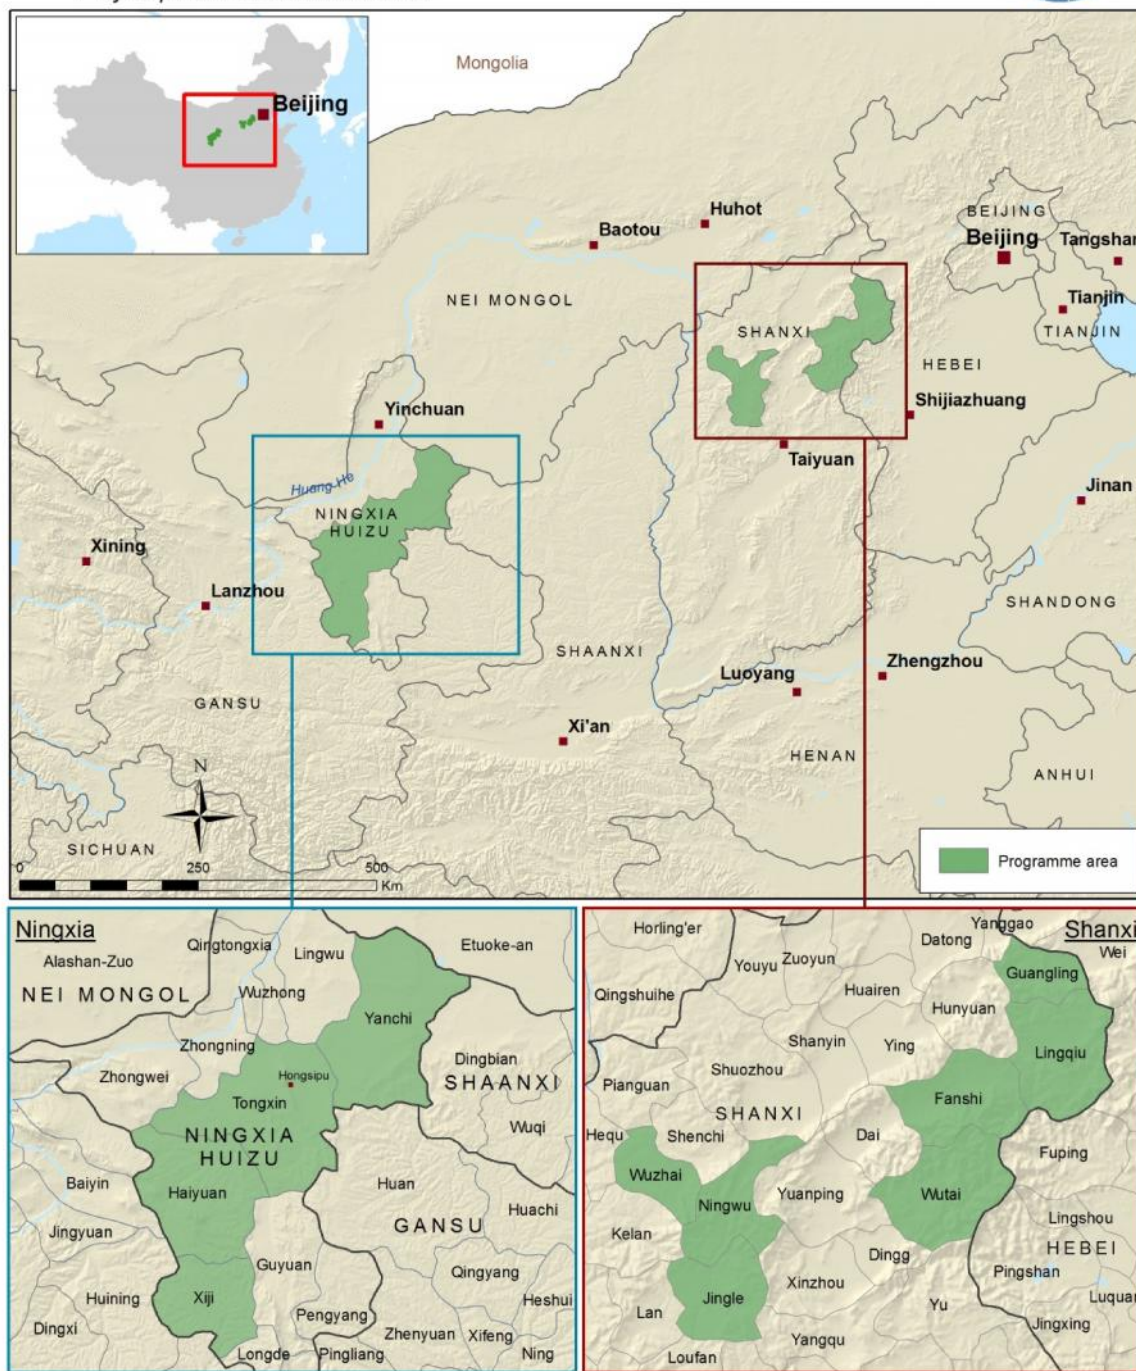 Mongolia
Beijing
BEIJING
Beijing
Tangshan
Tianjin
TIANJIN
Huhot
Baotou
NEI MONGOL
SHANXI
HEBEI
Shijiazhuang
Taiyuan
Yinchuan
Huang He
NINGXIA
HUIZU
Jinan
Xining
Lanzhou
SHANDONG
SHAANXI
Zhengzhou
Luoyang
GANSU
Xi'an
HENAN
ANHUI
N
SICHUAN
0 250 500
Km
Programme area
Ningxia
Qingtongxia
Lingwu
Etuoke-an
Alashan-Zuo
NEI MONGOL
Wuzhong
Yanchi
Zhongning
Zhongwei
Hongsipu
Dingbian
SHAANXI
Tongxin
NINGXIA
HUIZU
Wuqi
Baiyin
Haiyuan
Huan
Huachi
Jingyuan
GANSU
Guyuan
Qingyang
Huining
Xiji
Heshui
Pengyang
Dingxi
Zhenyuan
Xifeng
Longde
Pingliang
Ning
Shanxi
Yanggao
Horling'er
Datong
Wei
Youyu
Zuoyun
Guangling
Qingshuihe
Huairen
Hunyuan
Shanyin
Ying
Lingqiu
Pianguan
Shuozhou
Fanshi
SHANXI
Hequ
Shenchi
Dai
Fuping
Wuzhai
Ningwu
Yuanping
Wutai
Kelan
Lingshou
HEBEI
Dingg
Pingshan
Xinzhou
Jingle
Luquan
Lan
Yu
Yangqu
Jingxing
Loufan